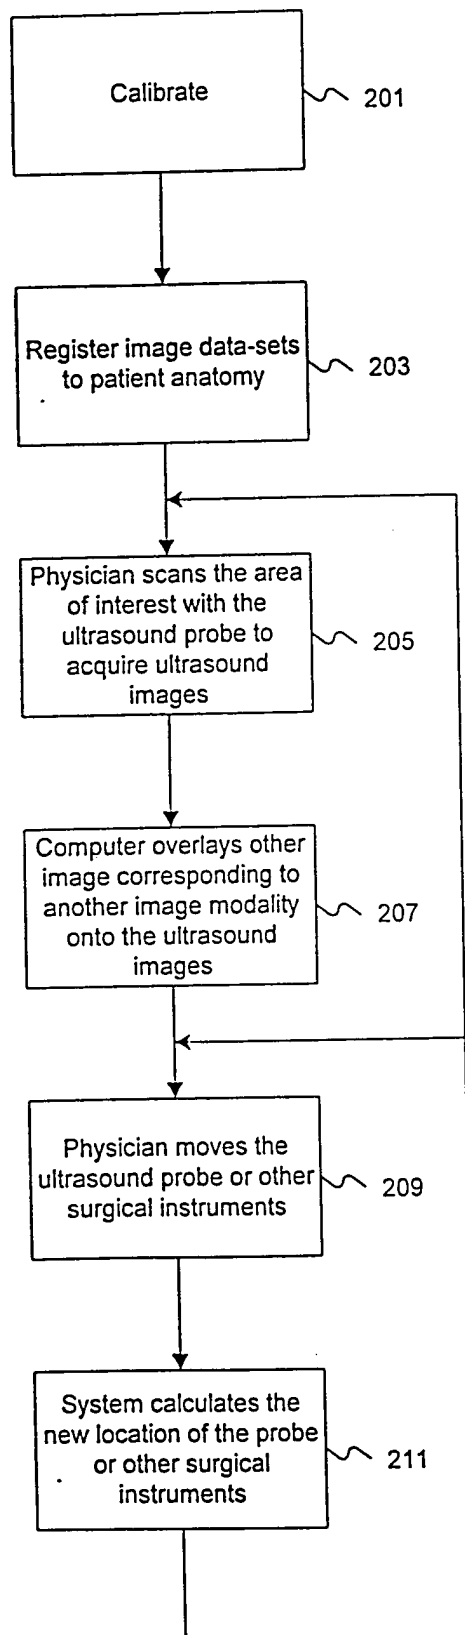 Calibrate
201
Register image data-sets
to patient anatomy
203
Physician scans the area
of interest with the
ultrasound probe to
acquire ultrasound
images
205
Computer overlays other
image corresponding to
another image modality
onto the ultrasound
images
207
Physician moves the
ultrasound probe or other
surgical instruments
209
System calculates the
new location of the probe
or other surgical
instruments
211